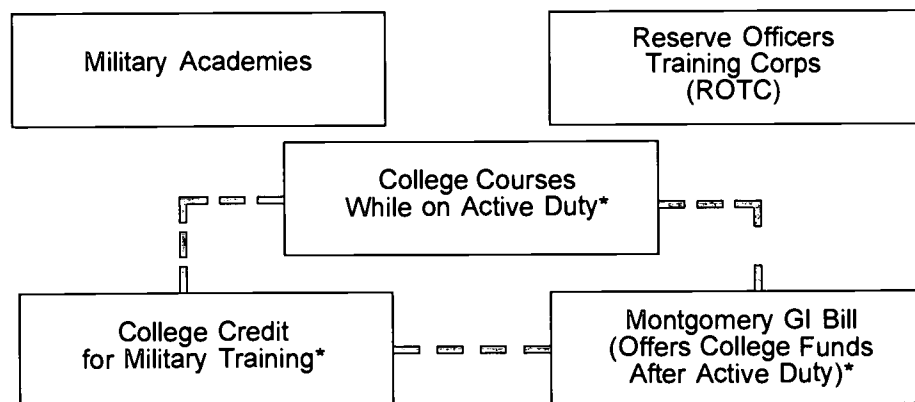 Military Academies
Reserve Officers
Training Corps
(ROTC)
College Courses
While on Active Duty*
College Credit
for Military Training*
Montgomery GI Bill
(Offers College Funds
After Active Duty)*